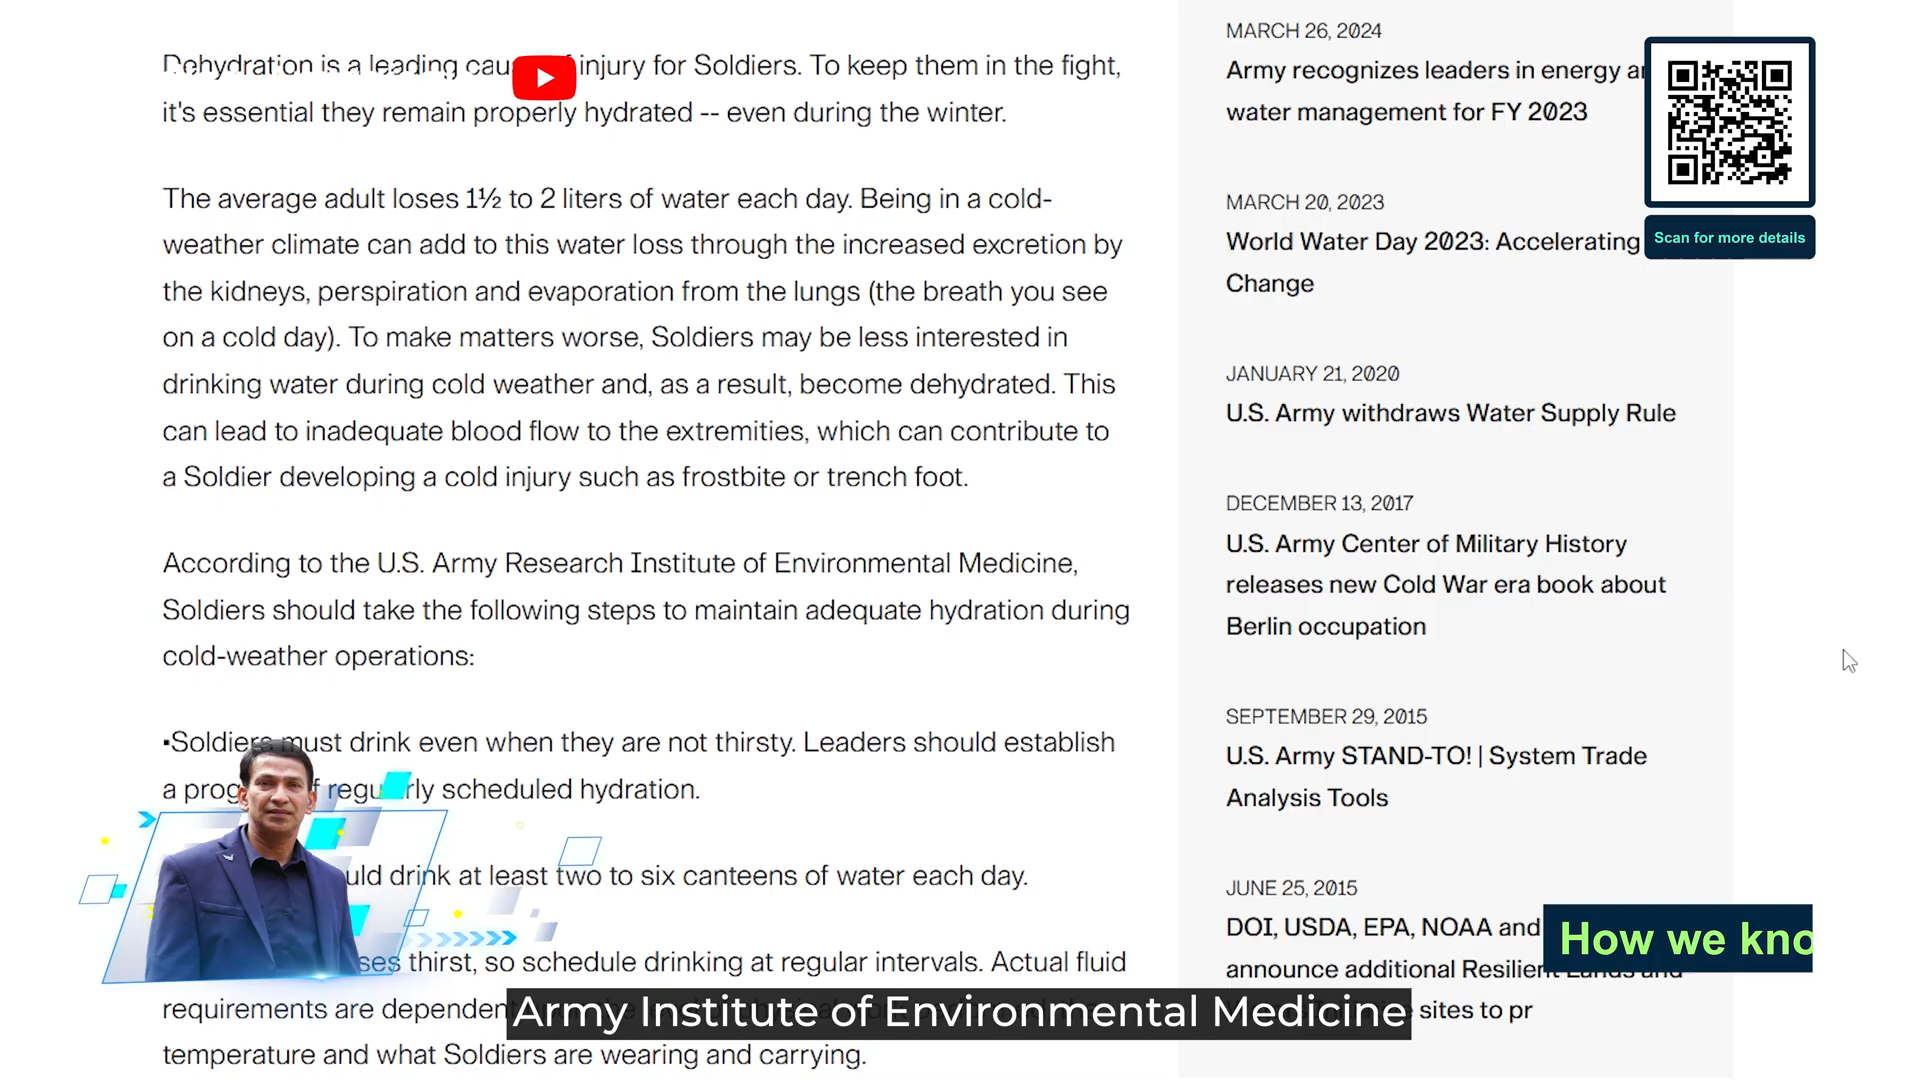 Dehydration is a leading cau injury for Soldiers. To keep them in the fight,
it's essential they remain properly hydrated -- even during the winter.
The average adult loses 1½ to 2 liters of water each day. Being in a cold-
weather climate can add to this water loss through the increased excretion by
the kidneys, perspiration and evaporation from the lungs (the breath you see
on a cold day). To make matters worse, Soldiers may be less interested in
drinking water during cold weather and, as a result, become dehydrated. This
can lead to inadequate blood flow to the extremities, which can contribute to
a Soldier developing a cold injury such as frostbite or trench foot.
According to the U.S. Army Research Institute of Environmental Medicine,
Soldiers should take the following steps to maintain adequate hydration during
cold-weather operations:
▪Soldiers must drink even when they are not thirsty. Leaders should establish
a prog f regularly scheduled hydration.
uld drink at least two to six canteens of water each day.
ses thirst, so schedule drinking at regular intervals. Actual fluid
requirements are dependent
temperature and what Soldiers are wearing and carrying.
MARCH 26, 2024
Army recognizes leaders in energy a
water management for FY 2023
MARCH 20, 2023
World Water Day 2023: Accelerating
Change
JANUARY 21, 2020
U.S. Army withdraws Water Supply Rule
DECEMBER 13, 2017
U.S. Army Center of Military History
releases new Cold War era book about
Berlin occupation
SEPTEMBER 29, 2015
U.S. Army STAND-TO! | System Trade
Analysis Tools
JUNE 25, 2015
DOI, USDA, EPA, NOAA and
announce additional Resilient Lands and
sites to pr
Scan for more details
How we kno
Army Institute of Environmental Medicine